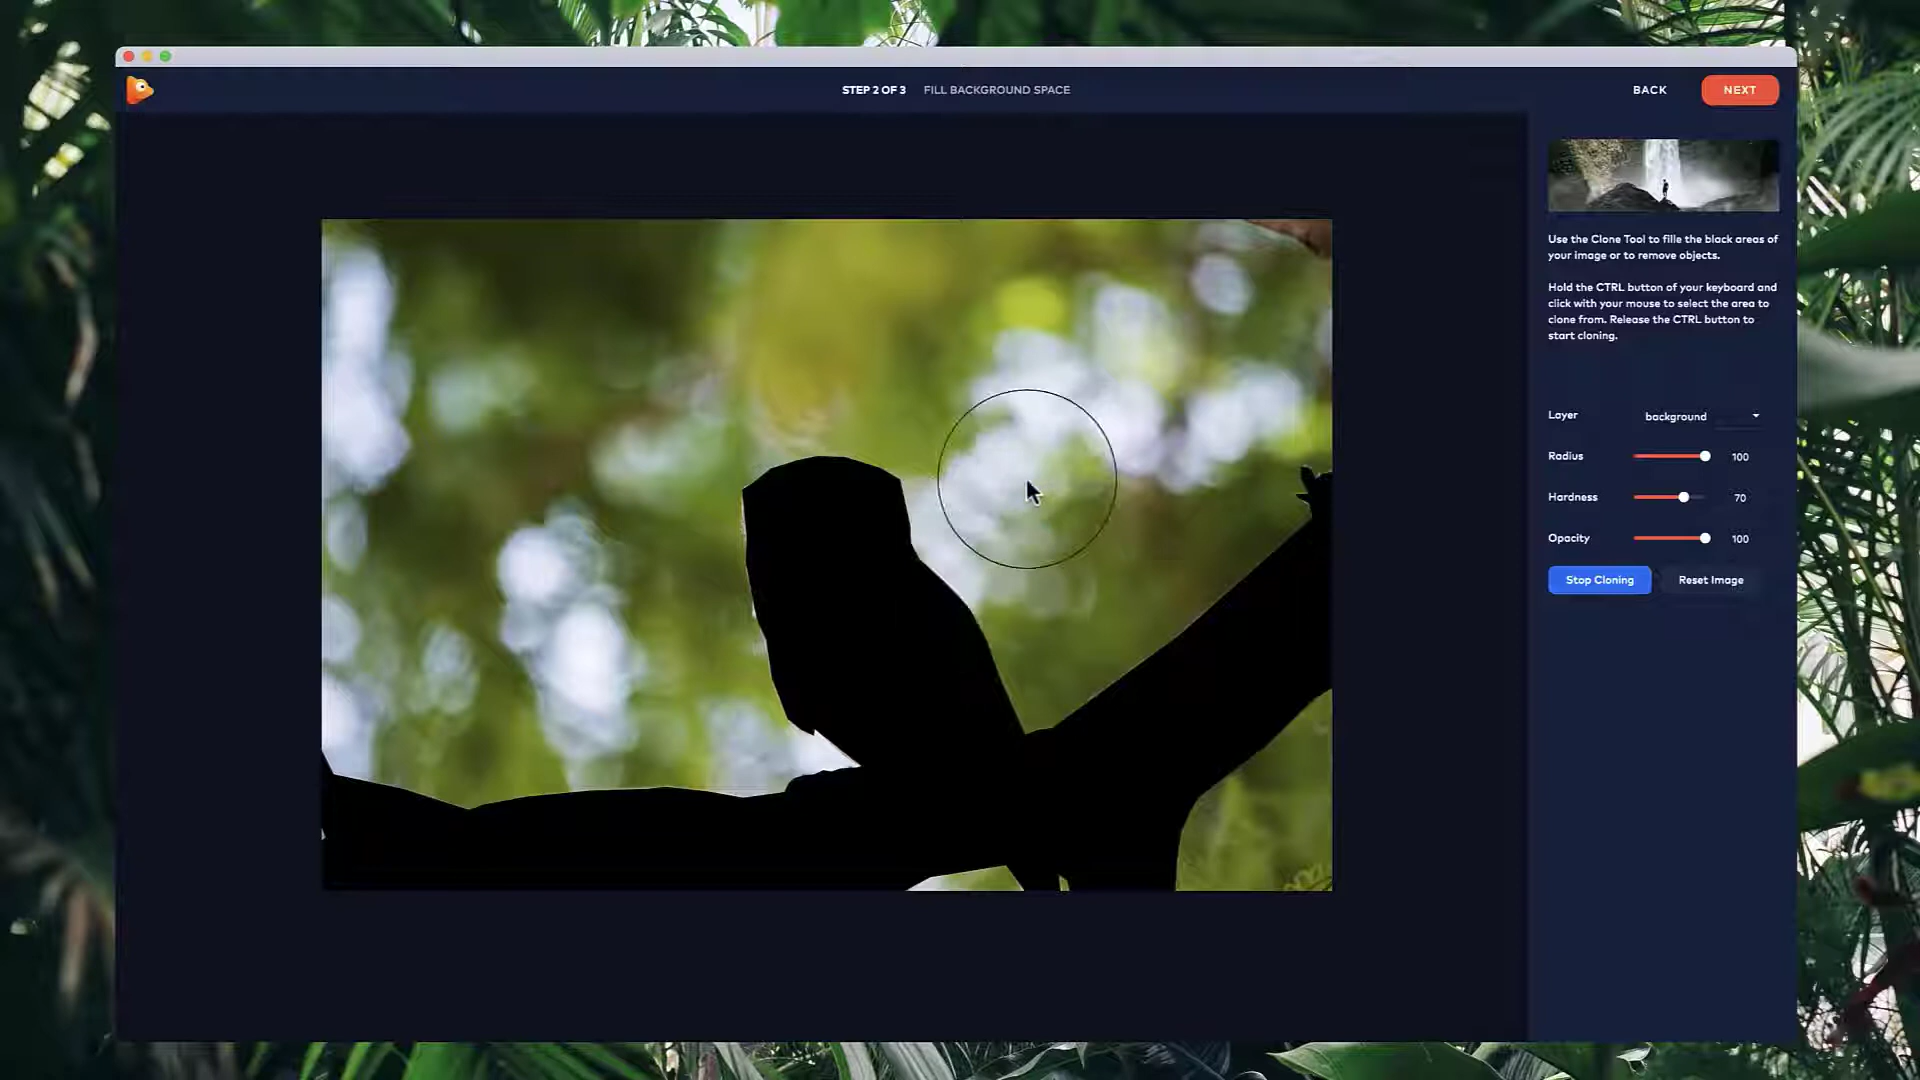 STEP 2 OF 3 FILL BACKGROUND SPACE
BACK
NEXT
Use the Clone Tool to fille the black areas of
your image or to remove objects.
Hold the CTRL button of your keyboard and
click with your mouse to select the area to
clone from. Release the CTRL button to
start cloning.
Layer background
Radius 100
Hardness 70
Opacity 100
Stop Cloning Reset Image